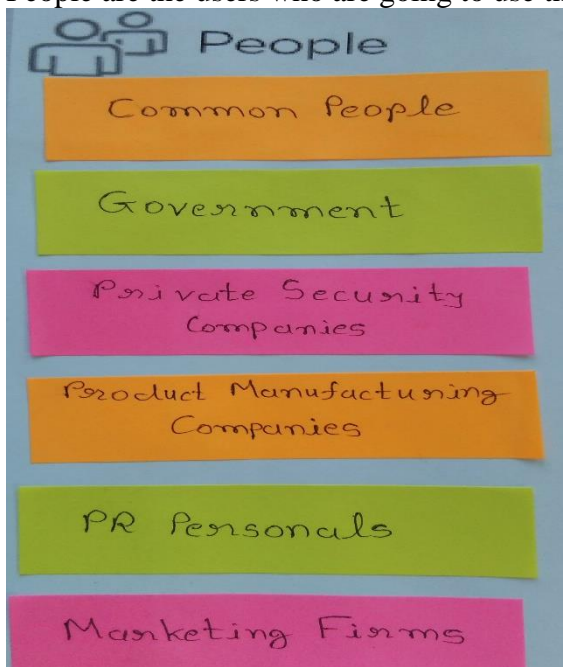 People are the users who are going to use
People
Common People
Government
Private Security
Companies
Product Manufacturing
Companies
PR Personals
Marketing Firms